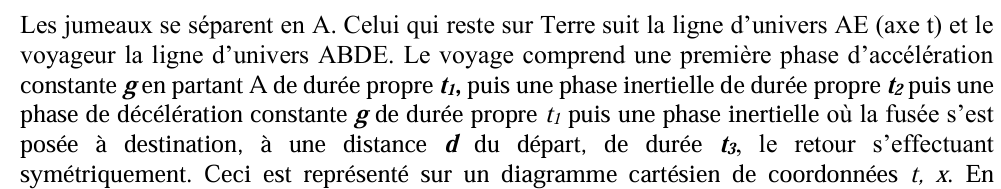 Les jumeaux se séparent en A. Celui qui reste sur Terre suit la ligne d’univers AE (axe t) et le
voyageur la ligne d’univers ABDE. Le voyage comprend une première phase d’accélération
constante g en partant A de durée propre t1, puis une phase inertielle de durée propre t2 puis une
phase de décélération constante g de durée propre t1 puis une phase inertielle où la fusée s’est
posée à destination, à une distance d du départ, de durée t3, le retour s’effectuant
symétriquement. Ceci est représenté sur un diagramme cartésien de coordonnées t, x. En